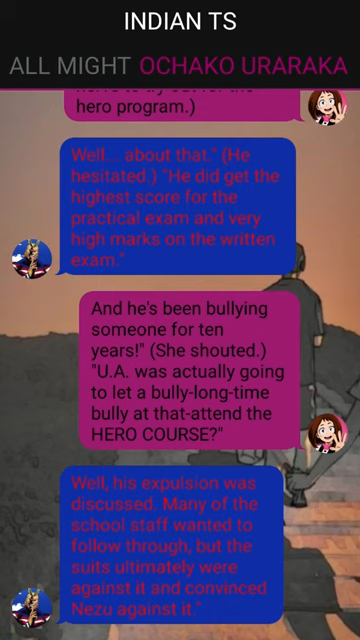 INDIAN TS
ALL MIGHT OCHAKO URARAKA
hero program.)
Well... about that." (He
hesitated.) "He did get the
highest score for the
practical exam and very
high marks on the written
exam."
And he's been bullying
someone for ten
years!" (She shouted.)
"U.A. was actually going
to let a bully-long-time
bully at that-attend the
HERO COURSE?"
Well, his expulsion was
discussed. Many of the
school staff wanted to
follow through, but the
suits ultimately were
against it and convinced
Nezu against it."